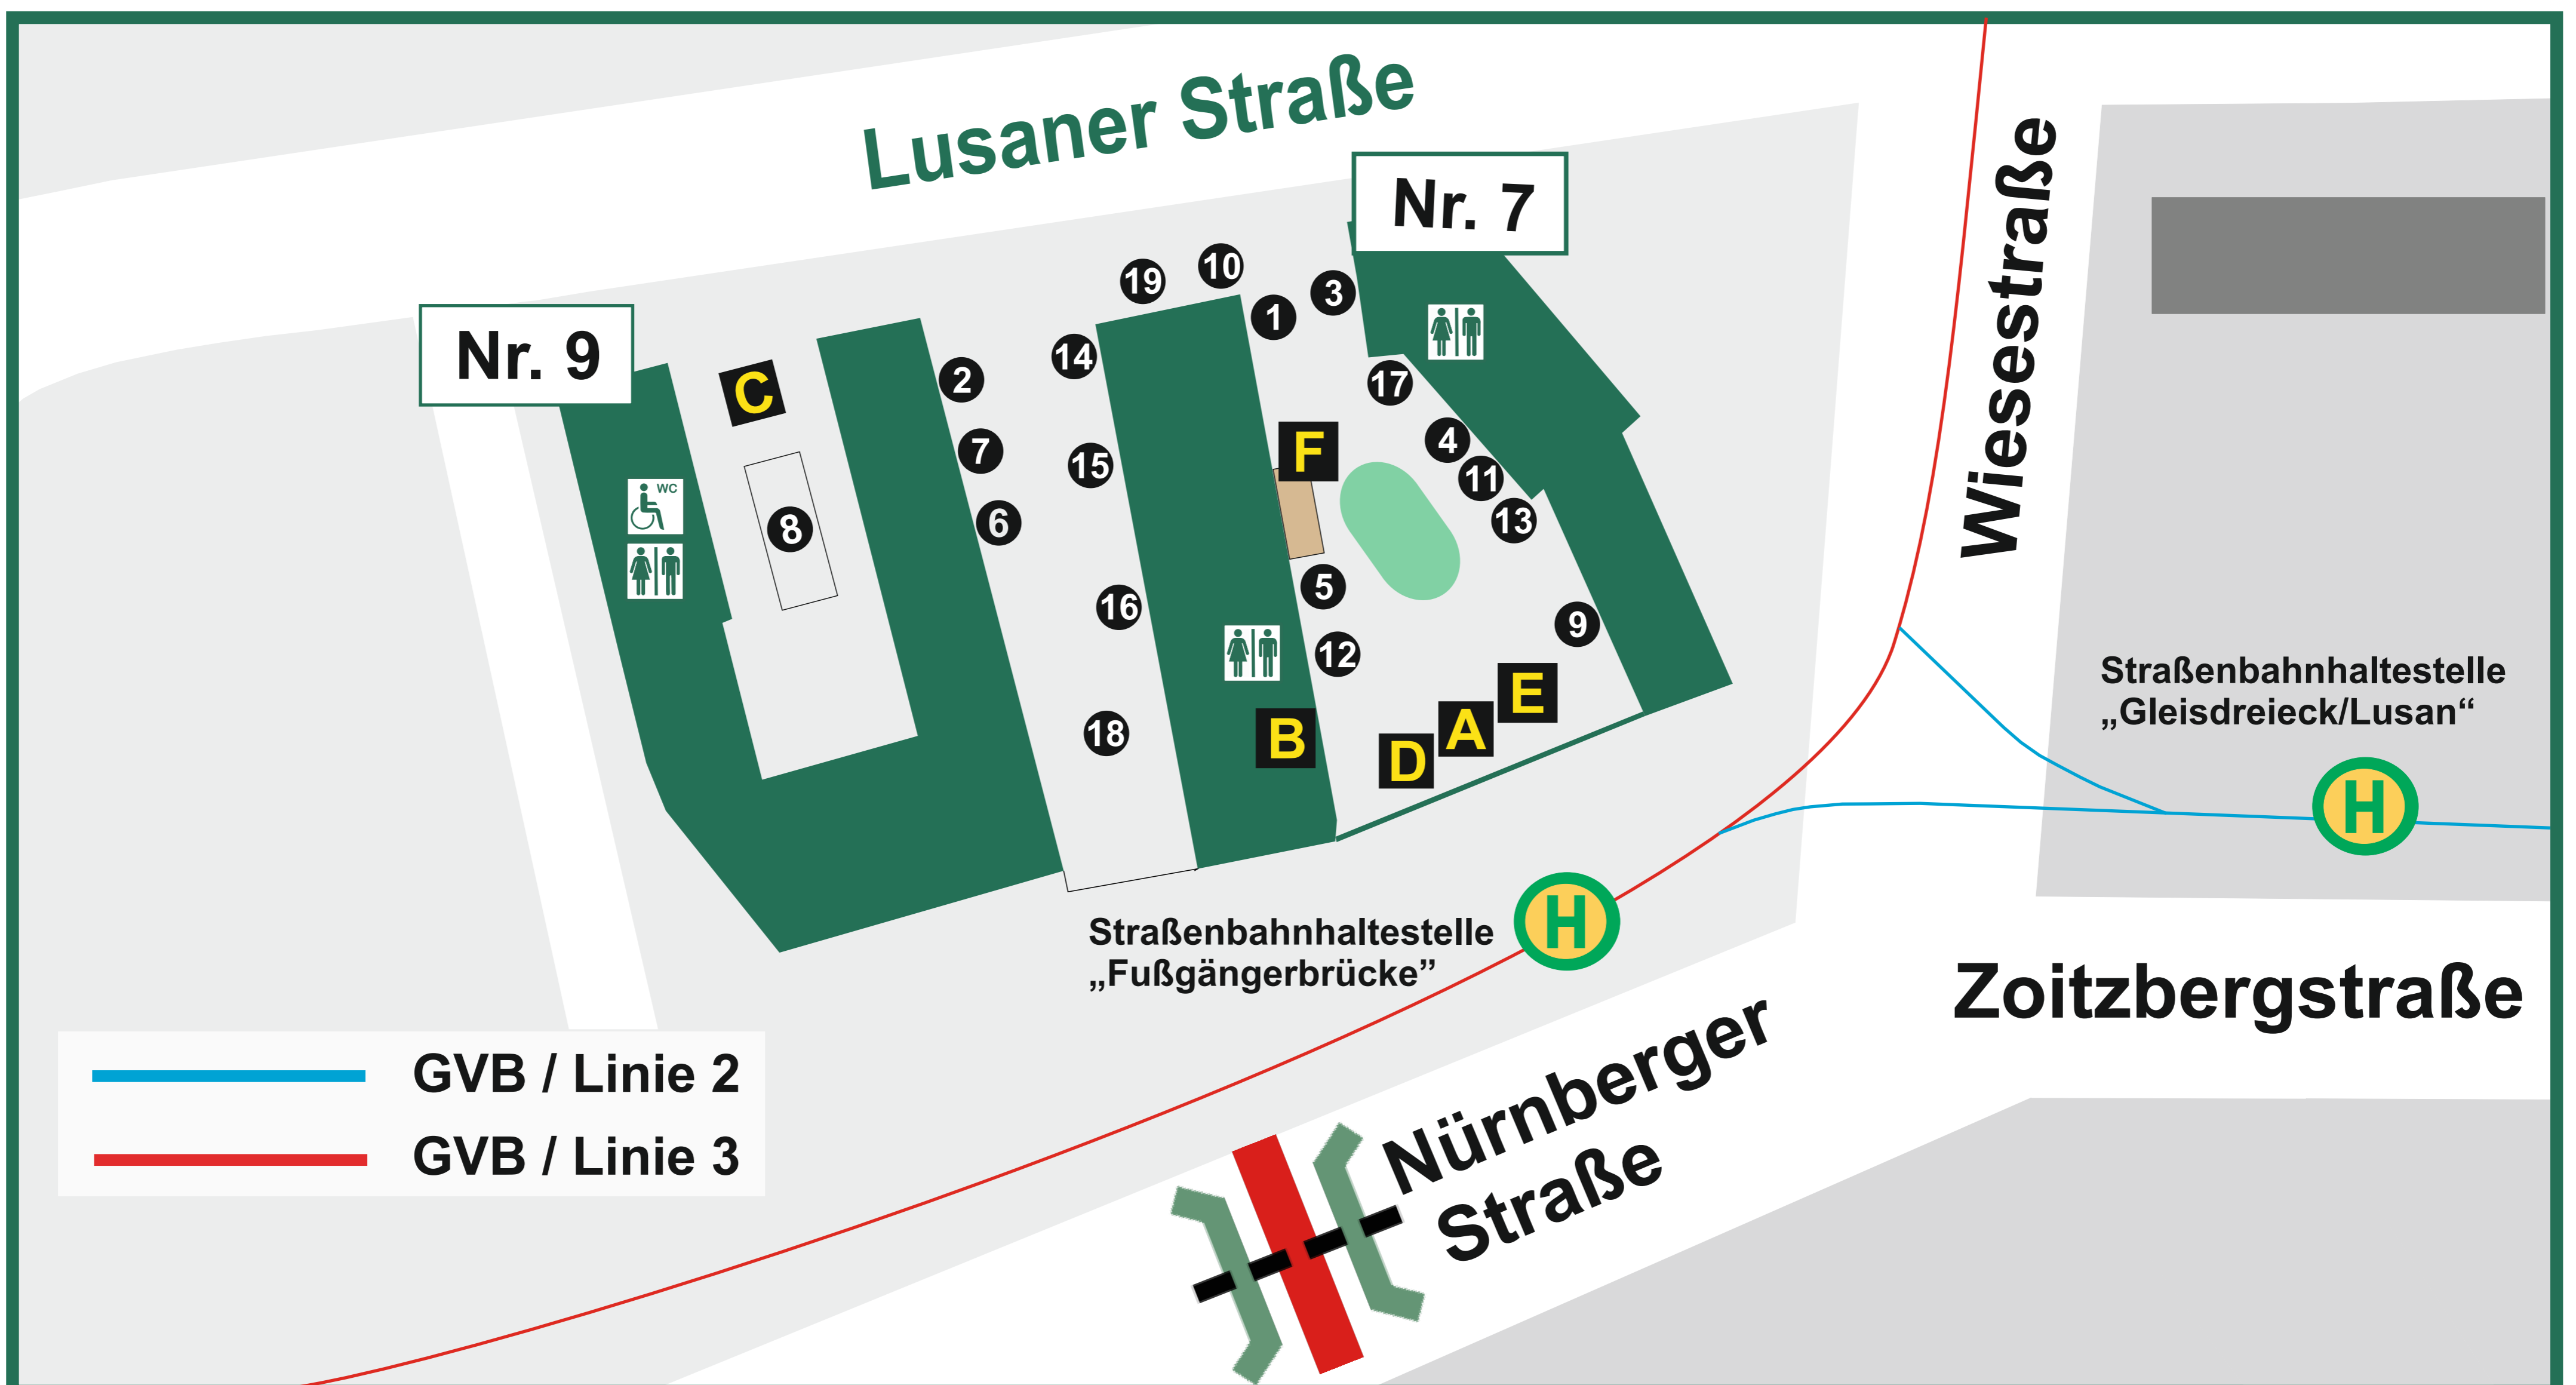 Lusaner Straße
Nr. 7
Nr. 9
Wiesestraße
19
10
3
1
14
2
C
17
7
15
F
4
11
8
6
13
5
16
9
12
WC
18
B
D
A
E
Straßenbahnhaltestelle
„Gleisdreieck/Lusan“
H
Straßenbahnhaltestelle
„Fußgängerbrücke”
H
Zoitzbergstraße
Nürnberger
Straße
GVB / Linie 2
GVB / Linie 3